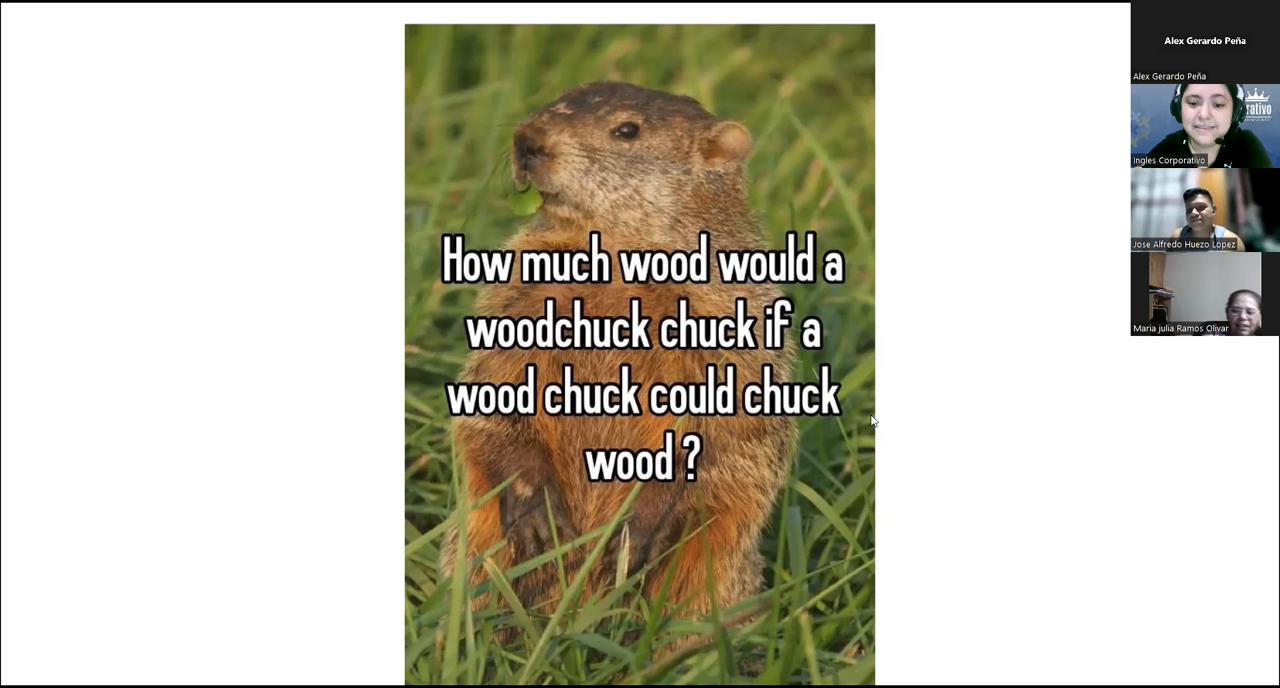 How much wood would a
woodchuck chuck if a
wood chuck could chuck
wood ?
Alex Gerardo Peña
Alex Gerardo Peña
rativo
Ingles Corporativo
Jose Alfredo Huezo Lopez
Maria julia Ramos Olivar